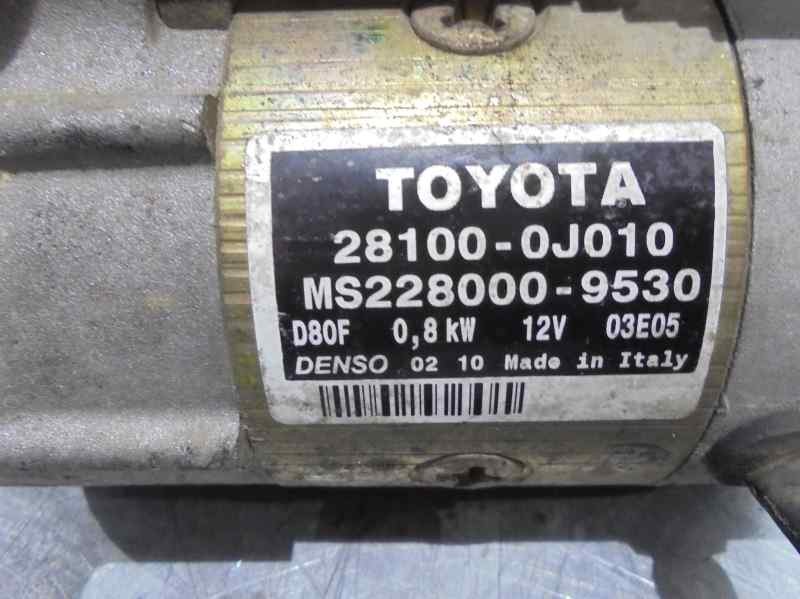 TOYOTA
28100-0J010
MS228000-9530
D80F 0,8 kW 12V 03E05
DENSO 02 10 Made in Italy